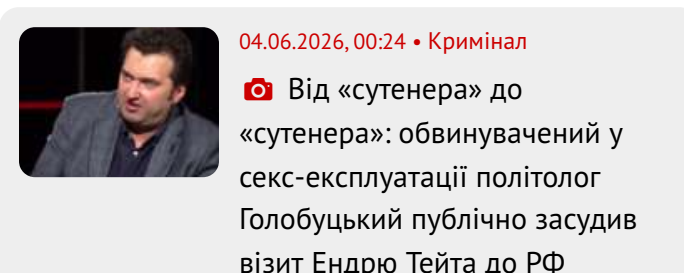 04.06.2026, 00:24 • Кримінал
Від «сутенера» до
«сутенера»: обвинувачений у
секс-експлуатації політолог
Голобуцький публічно засудив
візит Ендрю Тейта до РФ